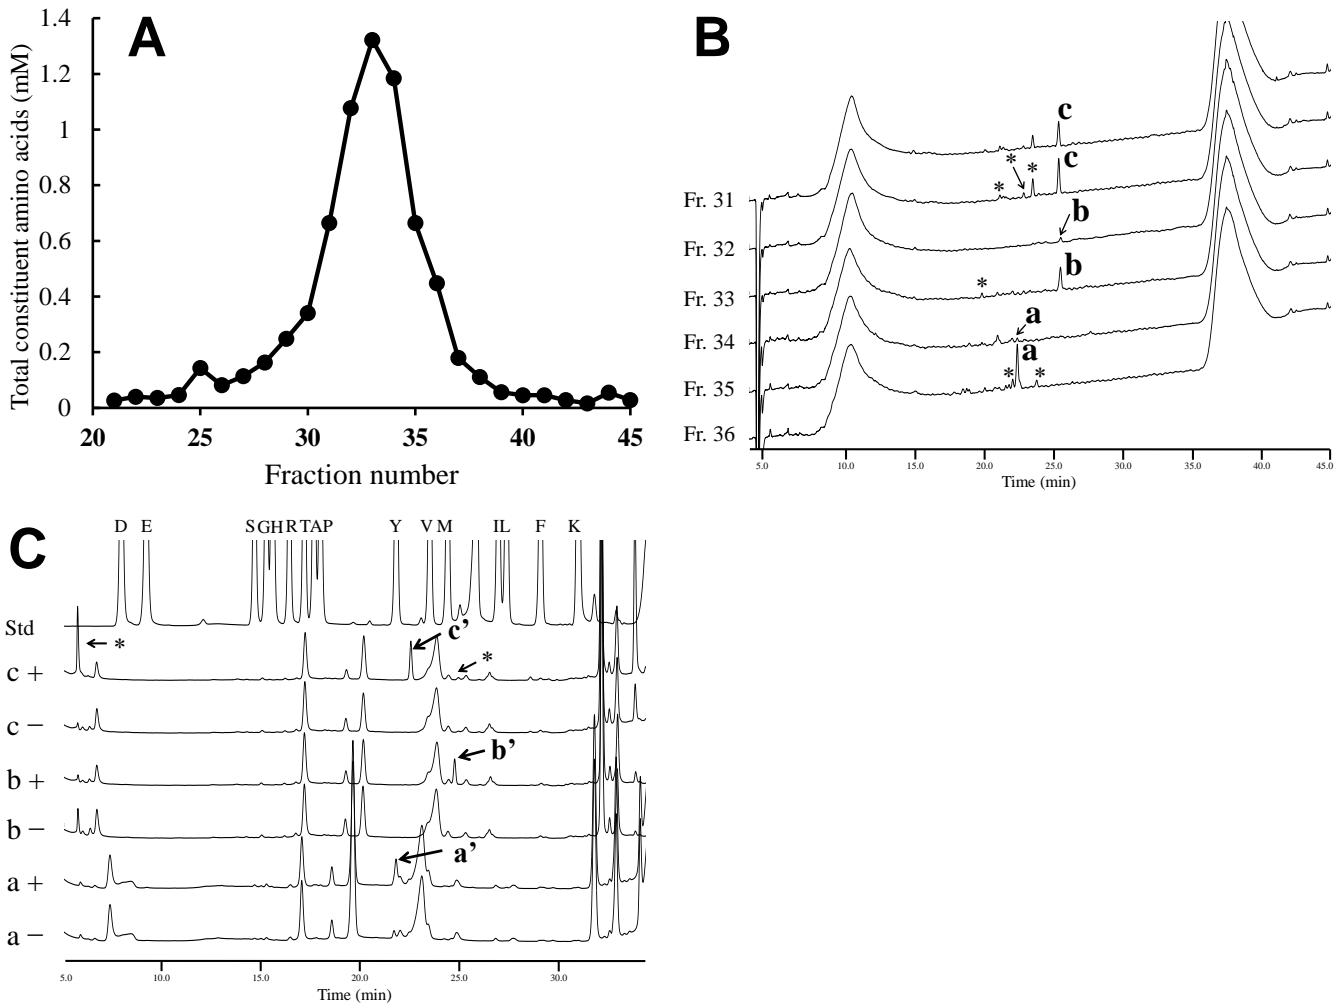 A
Total constituent amino acids (mM)
1.4
1.2
1
0.8
0.6
0.4
0.2
0
20 25 30 35 40 45
Fraction number
B
c
* * * c
b
* b
a
* a *
Fr. 31
Fr. 32
Fr. 33
Fr. 34
Fr. 35
Fr. 36
5.0 10.0 15.0 20.0 25.0 30.0 35.0 40.0 45.0
Time (min)
C
D E S G H R T A P Y V M I L F K
Std
c + * c’ *
c −
b + b’
b −
a + a’
a −
5.0 10.0 15.0 20.0 25.0 30.0
Time (min)